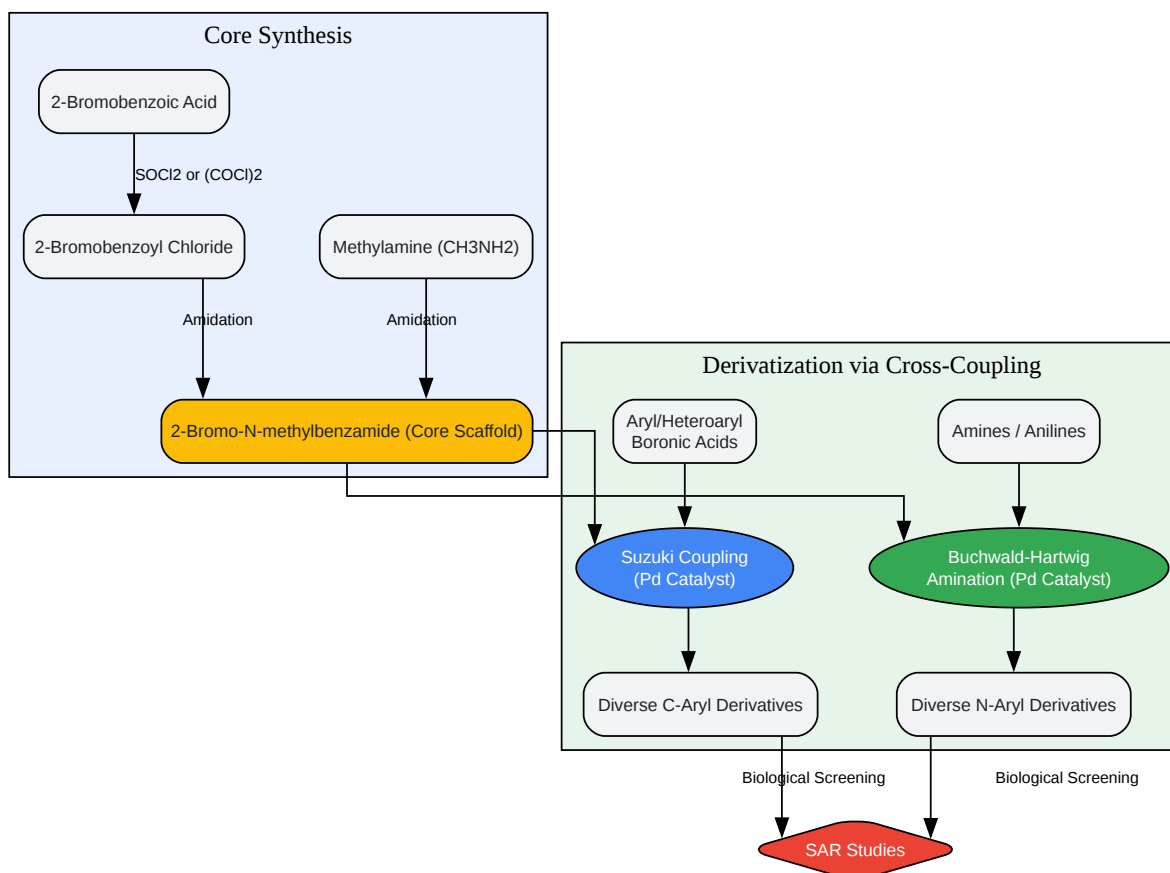 Core Synthesis
2-Bromobenzoic Acid
SOCl2 or (COCl)2
2-Bromobenzoyl Chloride
Methylamine (CH3NH2)
Amidation
Amidation
2-Bromo-N-methylbenzamide (Core Scaffold)
Derivatization via Cross-Coupling
Aryl/Heteroaryl
Boronic Acids
Amines / Anilines
Suzuki Coupling
(Pd Catalyst)
Buchwald-Hartwig
Amination (Pd Catalyst)
Diverse C-Aryl Derivatives
Diverse N-Aryl Derivatives
Biological Screening
Biological Screening
SAR Studies